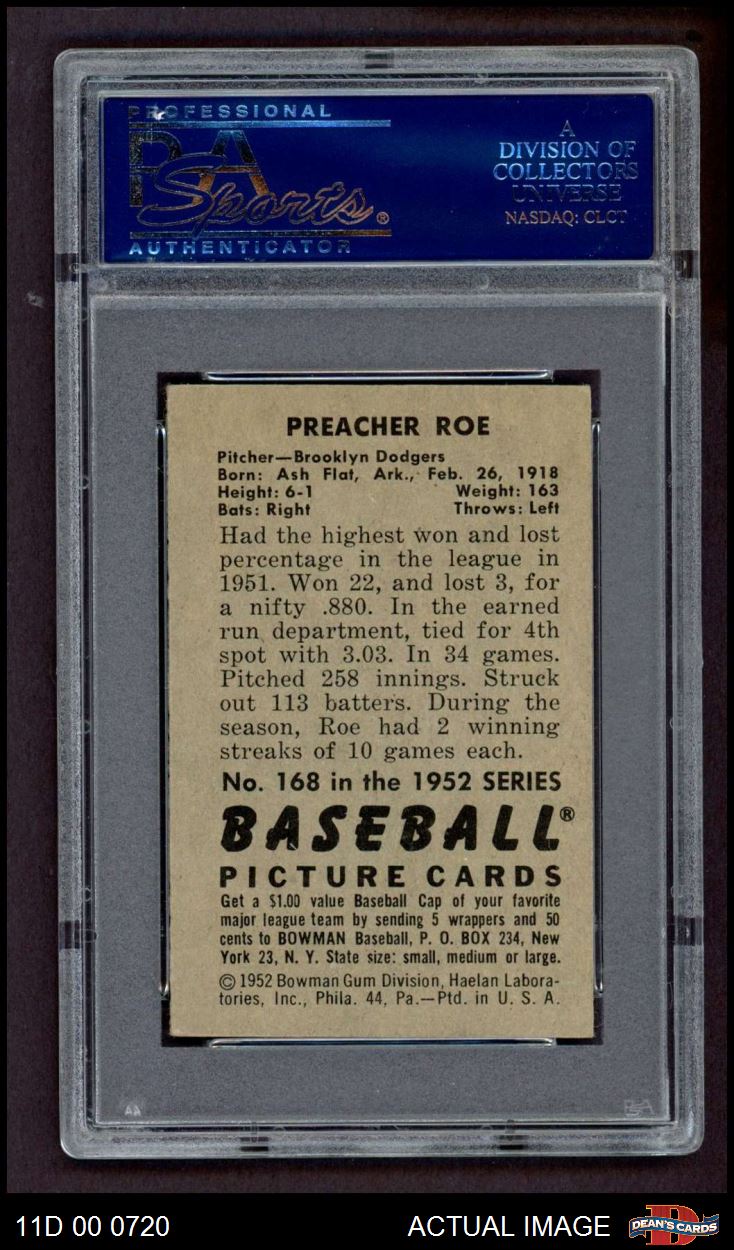 PROFESSIONAL
PSA
Sports®
AUTHENTICATOR
A
DIVISION OF
COLLECTORS
UNIVERSE
NASDAQ: CLCT
PREACHER ROE
Pitcher—Brooklyn Dodgers
Born: Ash Flat, Ark., Feb. 26, 1918
Height: 6-1 Weight: 163
Bats: Right Throws: Left
Had the highest won and lost
percentage in the league in
1951. Won 22, and lost 3, for
a nifty .880. In the earned
run department, tied for 4th
spot with 3.03. In 34 games.
Pitched 258 innings. Struck
out 113 batters. During the
season, Roe had 2 winning
streaks of 10 games each.
No. 168 in the 1952 SERIES
BASEBALL®
PICTURE CARDS
Get a $1.00 value Baseball Cap of your favorite
major league team by sending 5 wrappers and 50
cents to BOWMAN Baseball, P. O. BOX 234, New
York 23, N. Y. State size: small, medium or large.
© 1952 Bowman Gum Division, Haelan Labora-
tories, Inc., Phila. 44, Pa.—Ptd. in U. S. A.
11D 00 0720 ACTUAL IMAGE
DEAN'S CARDS